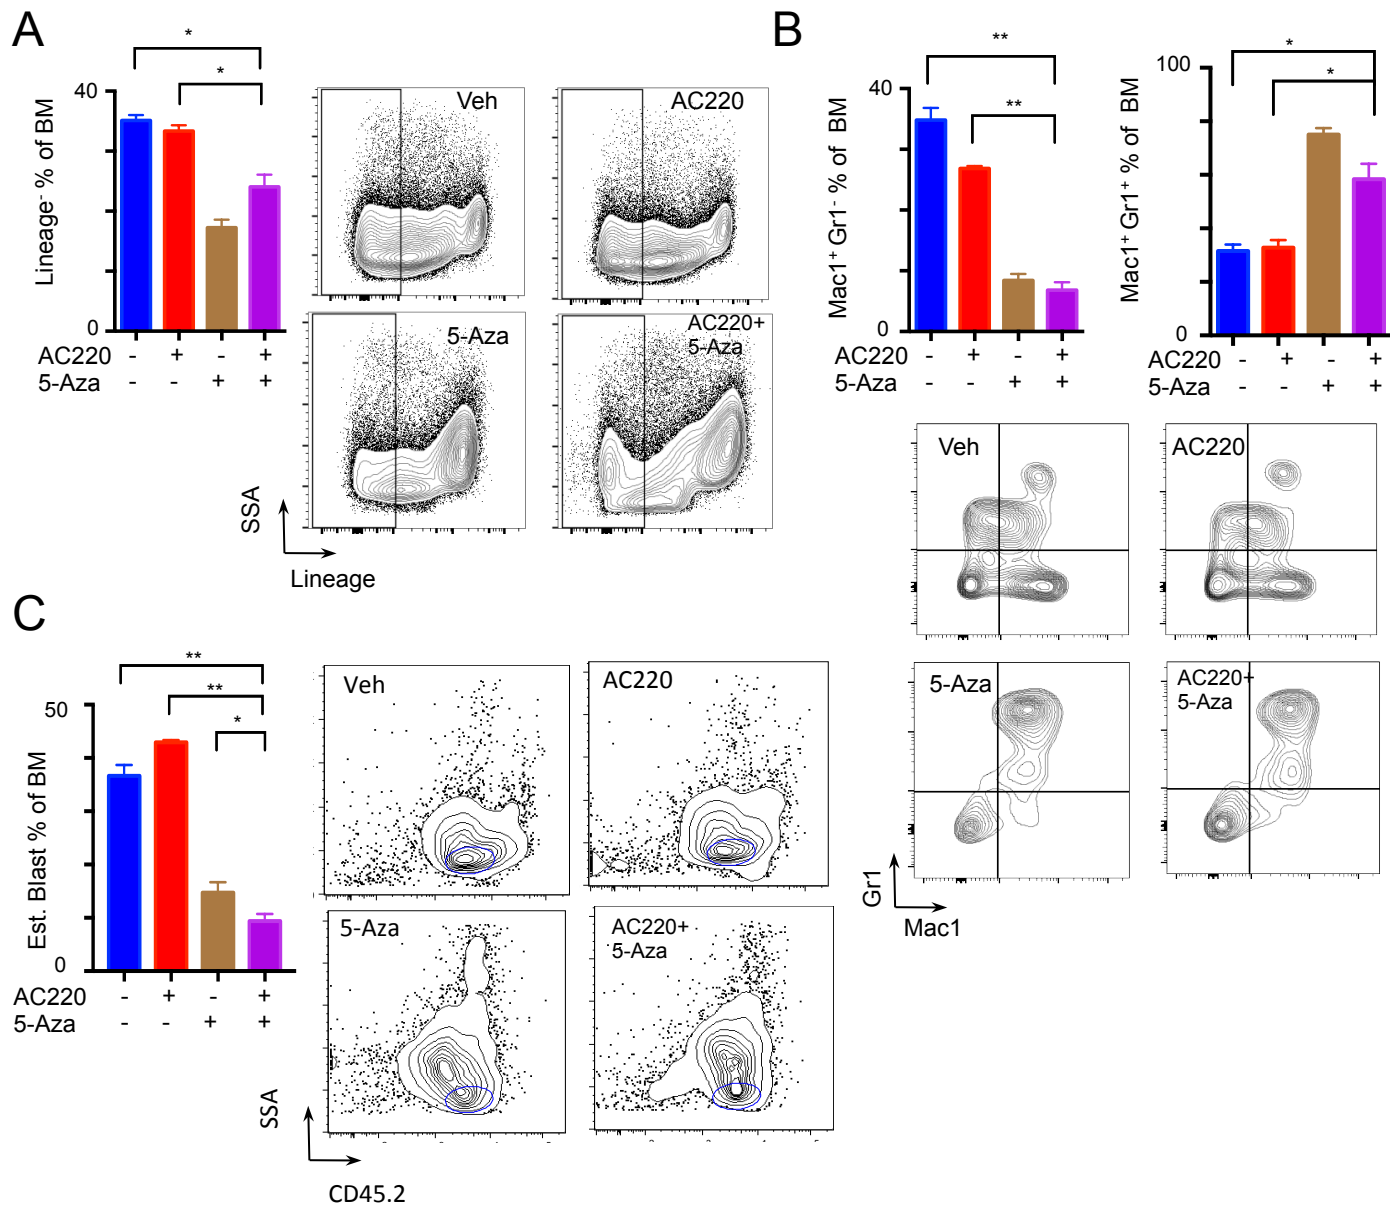 A
* 
*
Lineage⁻ % of BM
40
0
AC220 - + - +
5-Aza - - + +
Veh
AC220
5-Aza
AC220+
5-Aza
SSA
Lineage
B
**
**
Mac1⁺ Gr1⁻ % of BM
40
0
AC220 - + - +
5-Aza - - + +
*
*
Mac1⁺ Gr1⁺ % of BM
100
0
AC220 - + - +
5-Aza - - + +
Veh
AC220
5-Aza
AC220+
5-Aza
Gr1
Mac1
C
**
**
*
Est. Blast % of BM
50
0
AC220 - + - +
5-Aza - - + +
Veh
AC220
5-Aza
AC220+
5-Aza
SSA
CD45.2